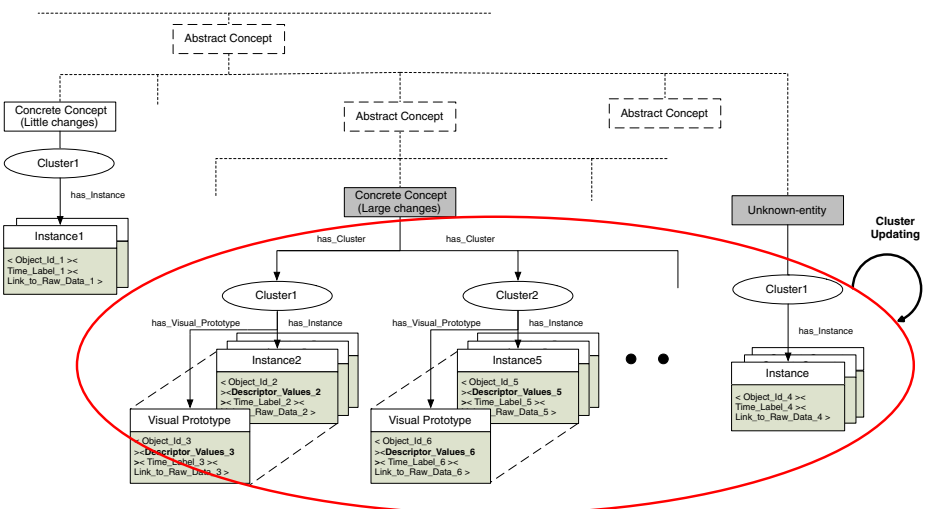 Abstract Concept
Concrete Concept
(Little changes)
Abstract Concept
Abstract Concept
Cluster1
has_Instance
Instance1
< Object_Id_1 ><
Time_Label_1 ><
Link_to_Raw_Data_1 >
Concrete Concept
(Large changes)
Unknown-entity
Cluster
Updating
has_Cluster
has_Cluster
Cluster1
Cluster2
Cluster1
has_Visual_Prototype
has_Instance
has_Visual_Prototype
has_Instance
has_Instance
Instance2
< Object_Id_2
><Descriptor_Values_2
>< Time_Label_2 ><
_Raw_Data_2 >
Visual Prototype
< Object_Id_3
><Descriptor_Values_3
>< Time_Label_3 ><
Link_to_Raw_Data_3 >
Instance5
< Object_Id_5
><Descriptor_Values_5
>< Time_Label_5 ><
_Raw_Data_5 >
Visual Prototype
< Object_Id_6
><Descriptor_Values_6
>< Time_Label_6 ><
Link_to_Raw_Data_6 >
Instance
< Object_Id_4 ><
Time_Label_4 ><
Link_to_Raw_Data_4 >